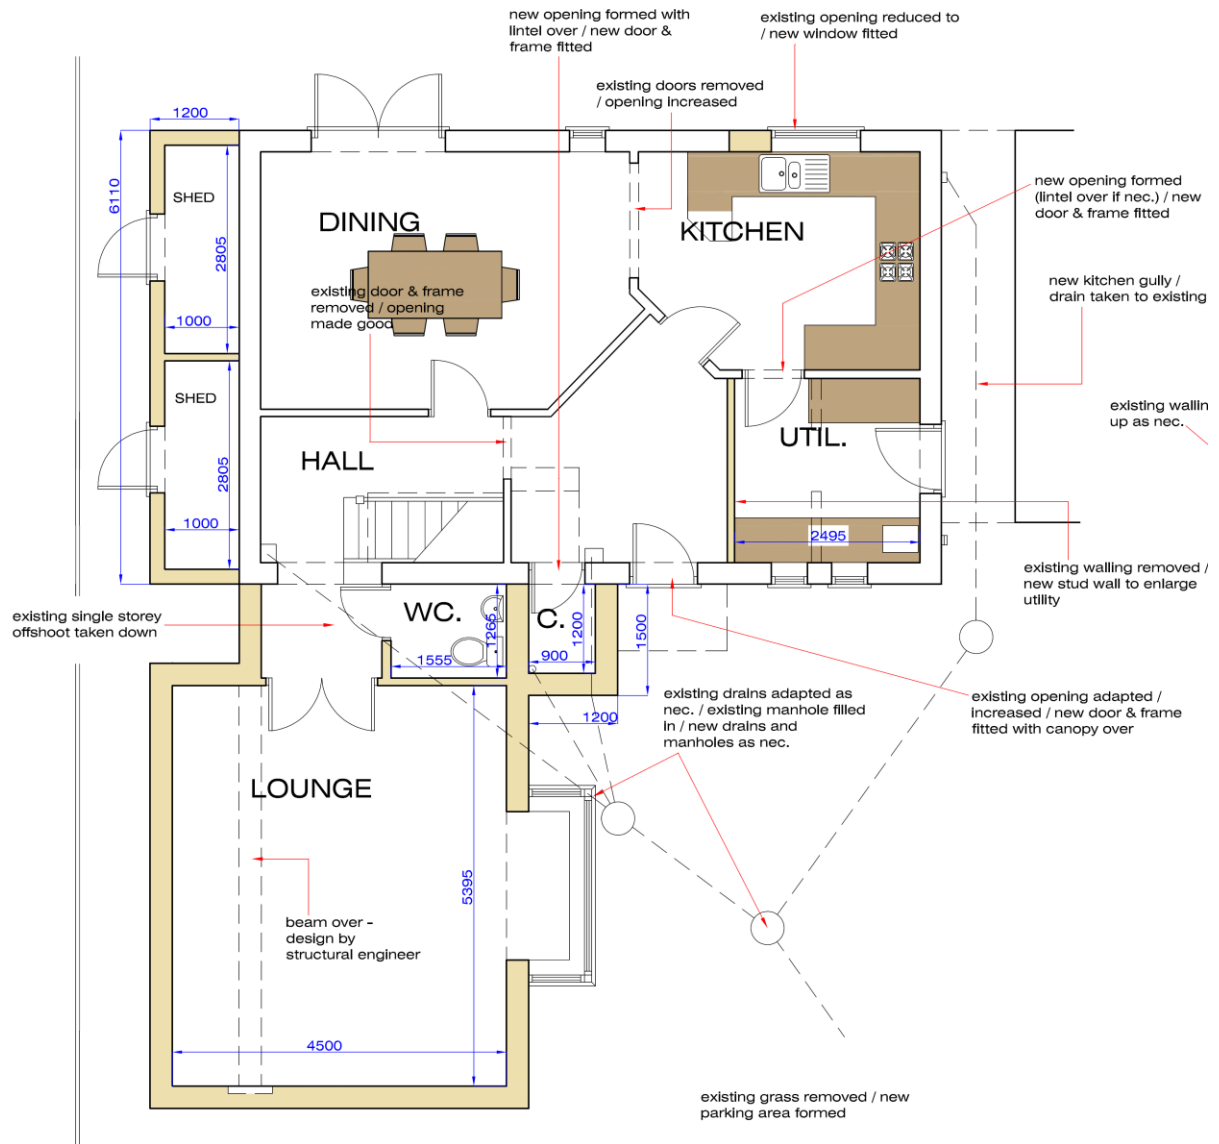 new opening formed with
lintel over / new door &
frame fitted
existing opening reduced to
/ new window fitted
existing doors removed
/ opening increased
1200
6110
SHED
2805
1000
DINING
existing door & frame
removed / opening
made good
KITCHEN
new opening formed
(lintel over if nec.) / new
door & frame fitted
new kitchen gully /
drain taken to existing
SHED
2805
1000
HALL
UTIL.
2495
existing wallin
up as nec.
existing walling removed /
new stud wall to enlarge
utility
existing single storey
offshoot taken down
WC.
1265
1555
C.
1200
900
1500
1200
existing drains adapted as
nec. / existing manhole filled
in / new drains and
manholes as nec.
existing opening adapted /
increased / new door & frame
fitted with canopy over
LOUNGE
5395
beam over -
design by
structural engineer
4500
existing grass removed / new
parking area formed